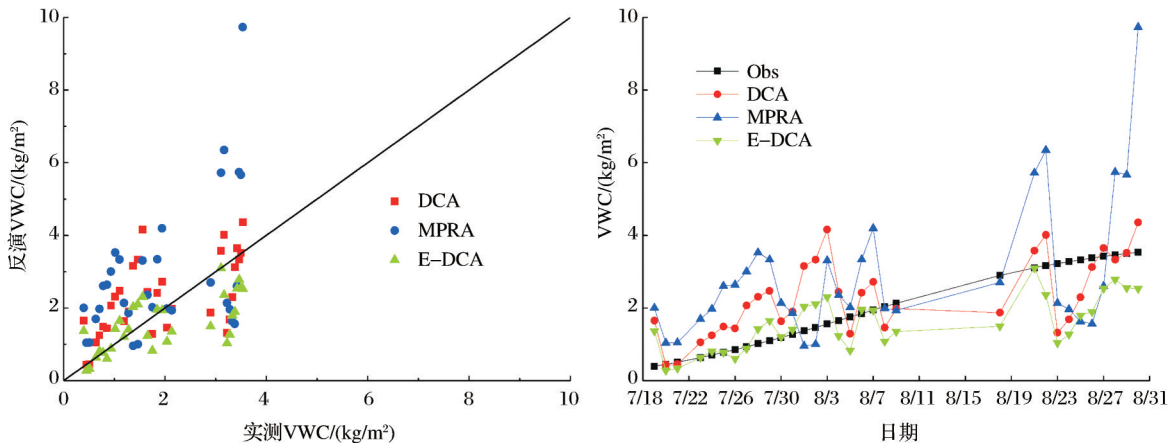 10
8
6
4
2
0
反演VWC/(kg/m²)
DCA
MPRA
E-DCA
0 2 4 6 8 10
实测VWC/(kg/m²)
10
8
6
4
2
0
VWC/(kg/m²)
Obs
DCA
MPRA
E-DCA
7/18 7/22 7/26 7/30 8/3 8/7 8/11 8/15 8/19 8/23 8/27 8/31
日期